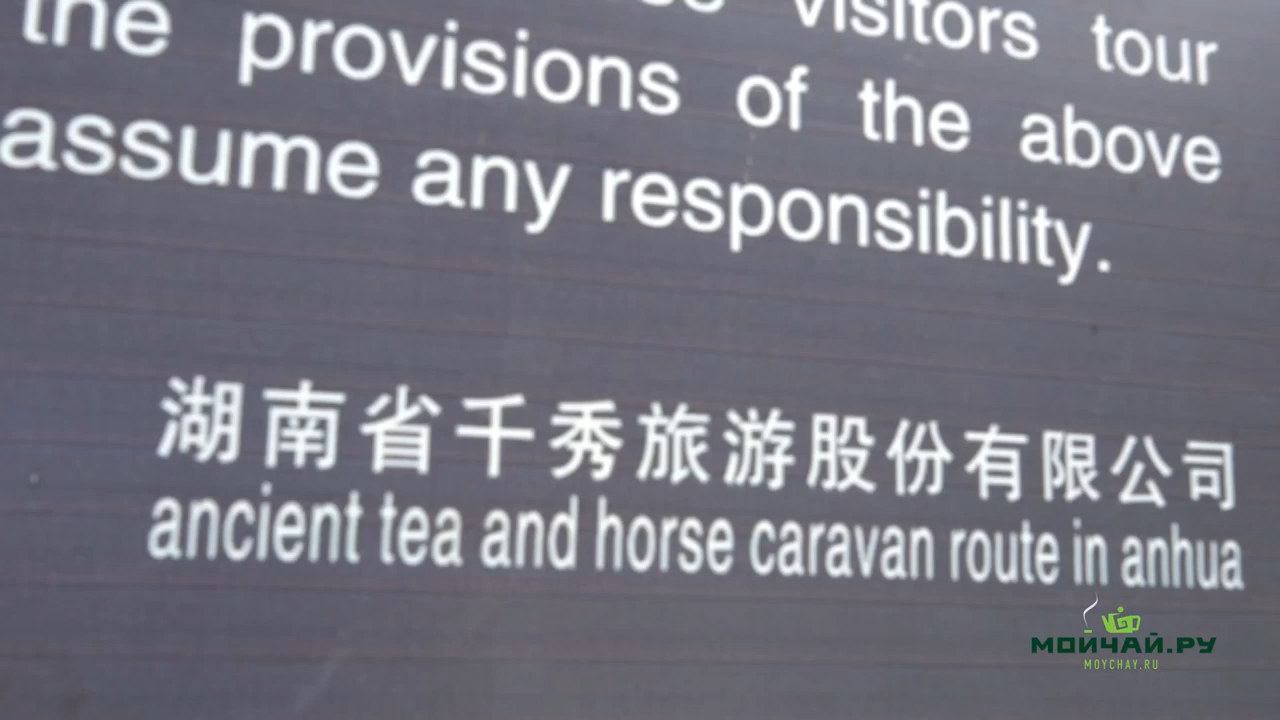 visitors tour
the provisions of the above
assume any responsibility.
湖南省千秀旅游股份有限公司
ancient tea and horse caravan route in anhua
МОЙЧАЙ.РУ
MOYCHAY.RU